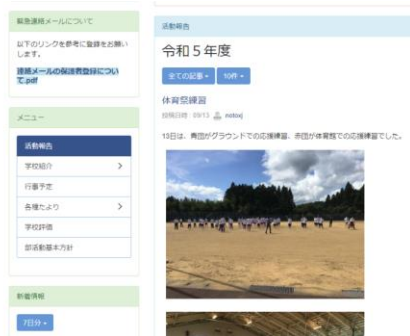 緊急連絡メールについて
以下のリンクを参考に登録をお願い
します。
連絡メールの保護者登録につい
て.pdf
メニュー
活動報告
学校紹介
行事予定
各種たより
学校評価
部活動基本方針
新着情報
7日分
活動報告
令和５年度
全ての記事
10件
体育祭練習
投稿日時 : 09/13
13日は、青団がグラウンドでの応援練習、赤団が体育館での応援練習でした。